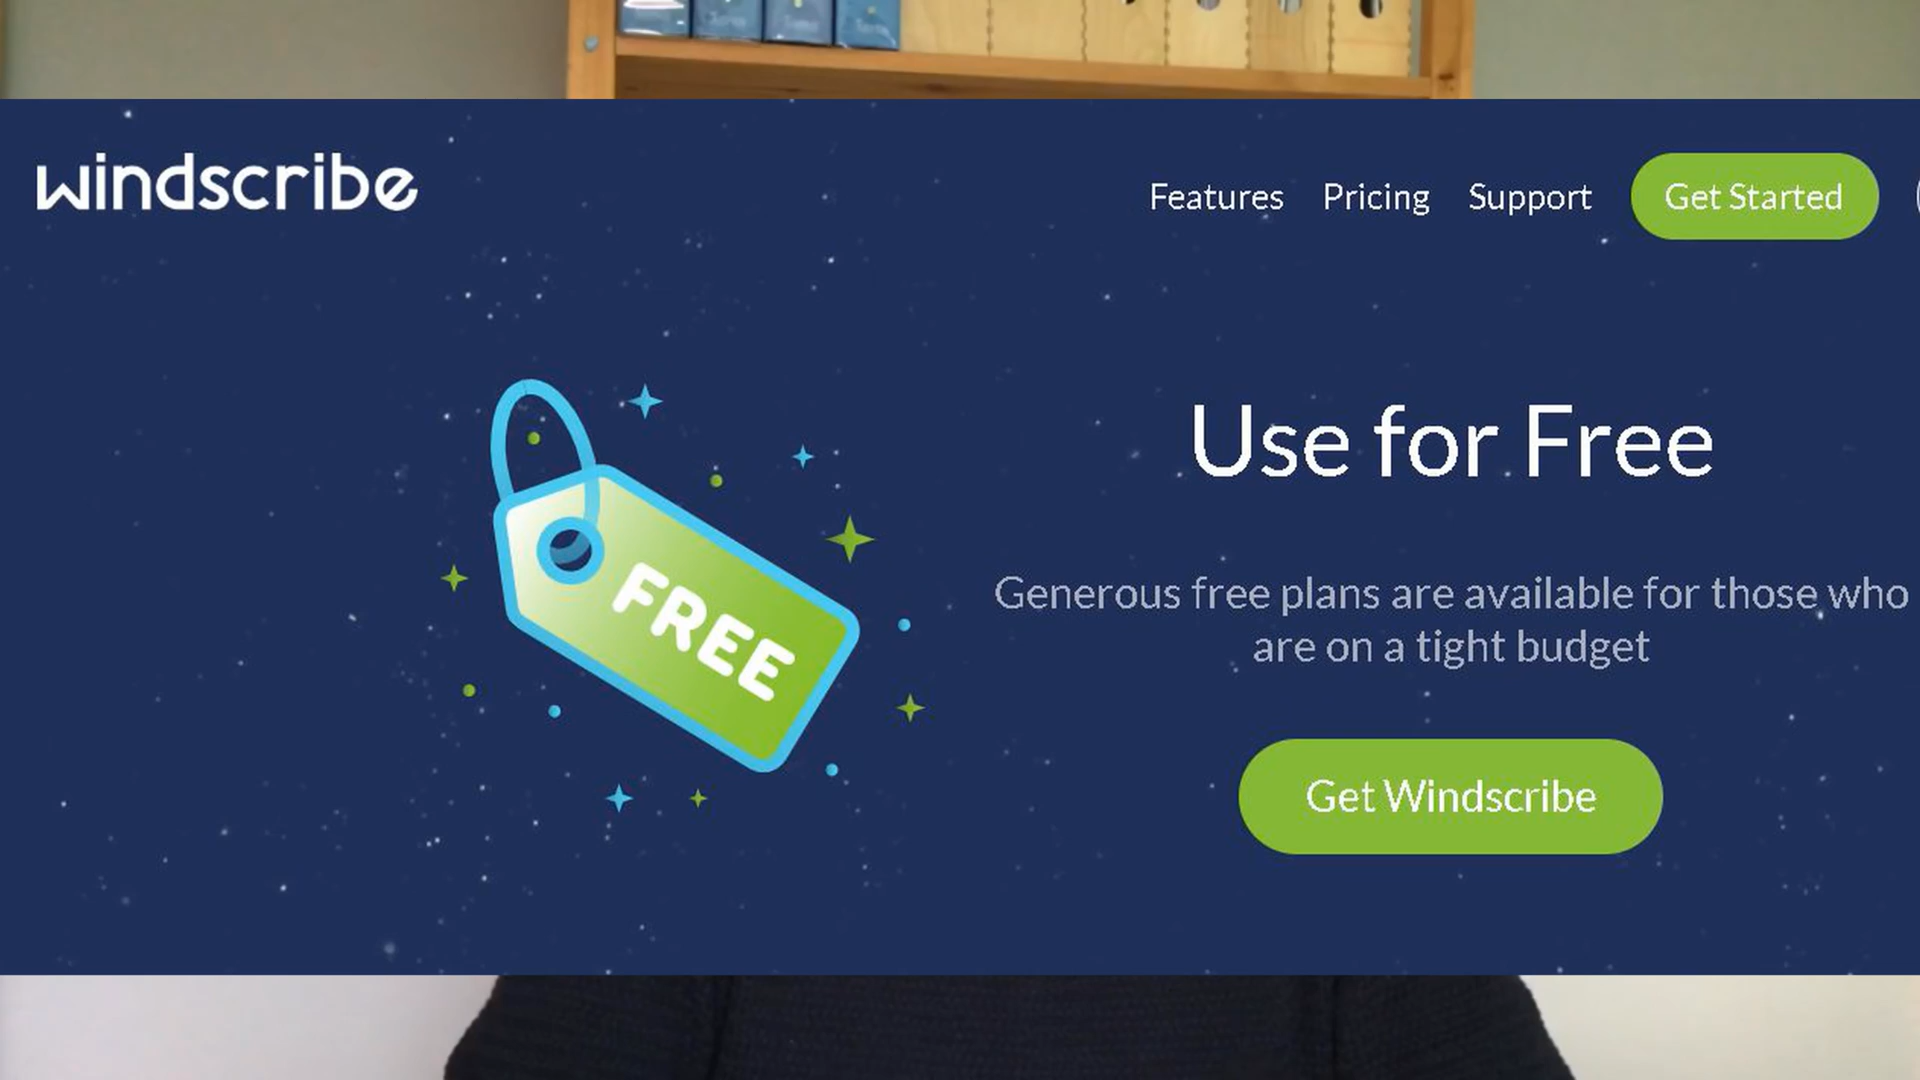 windscribe
Features Pricing Support Get Started
FREE
Use for Free
Generous free plans are available for those who
are on a tight budget
Get Windscribe